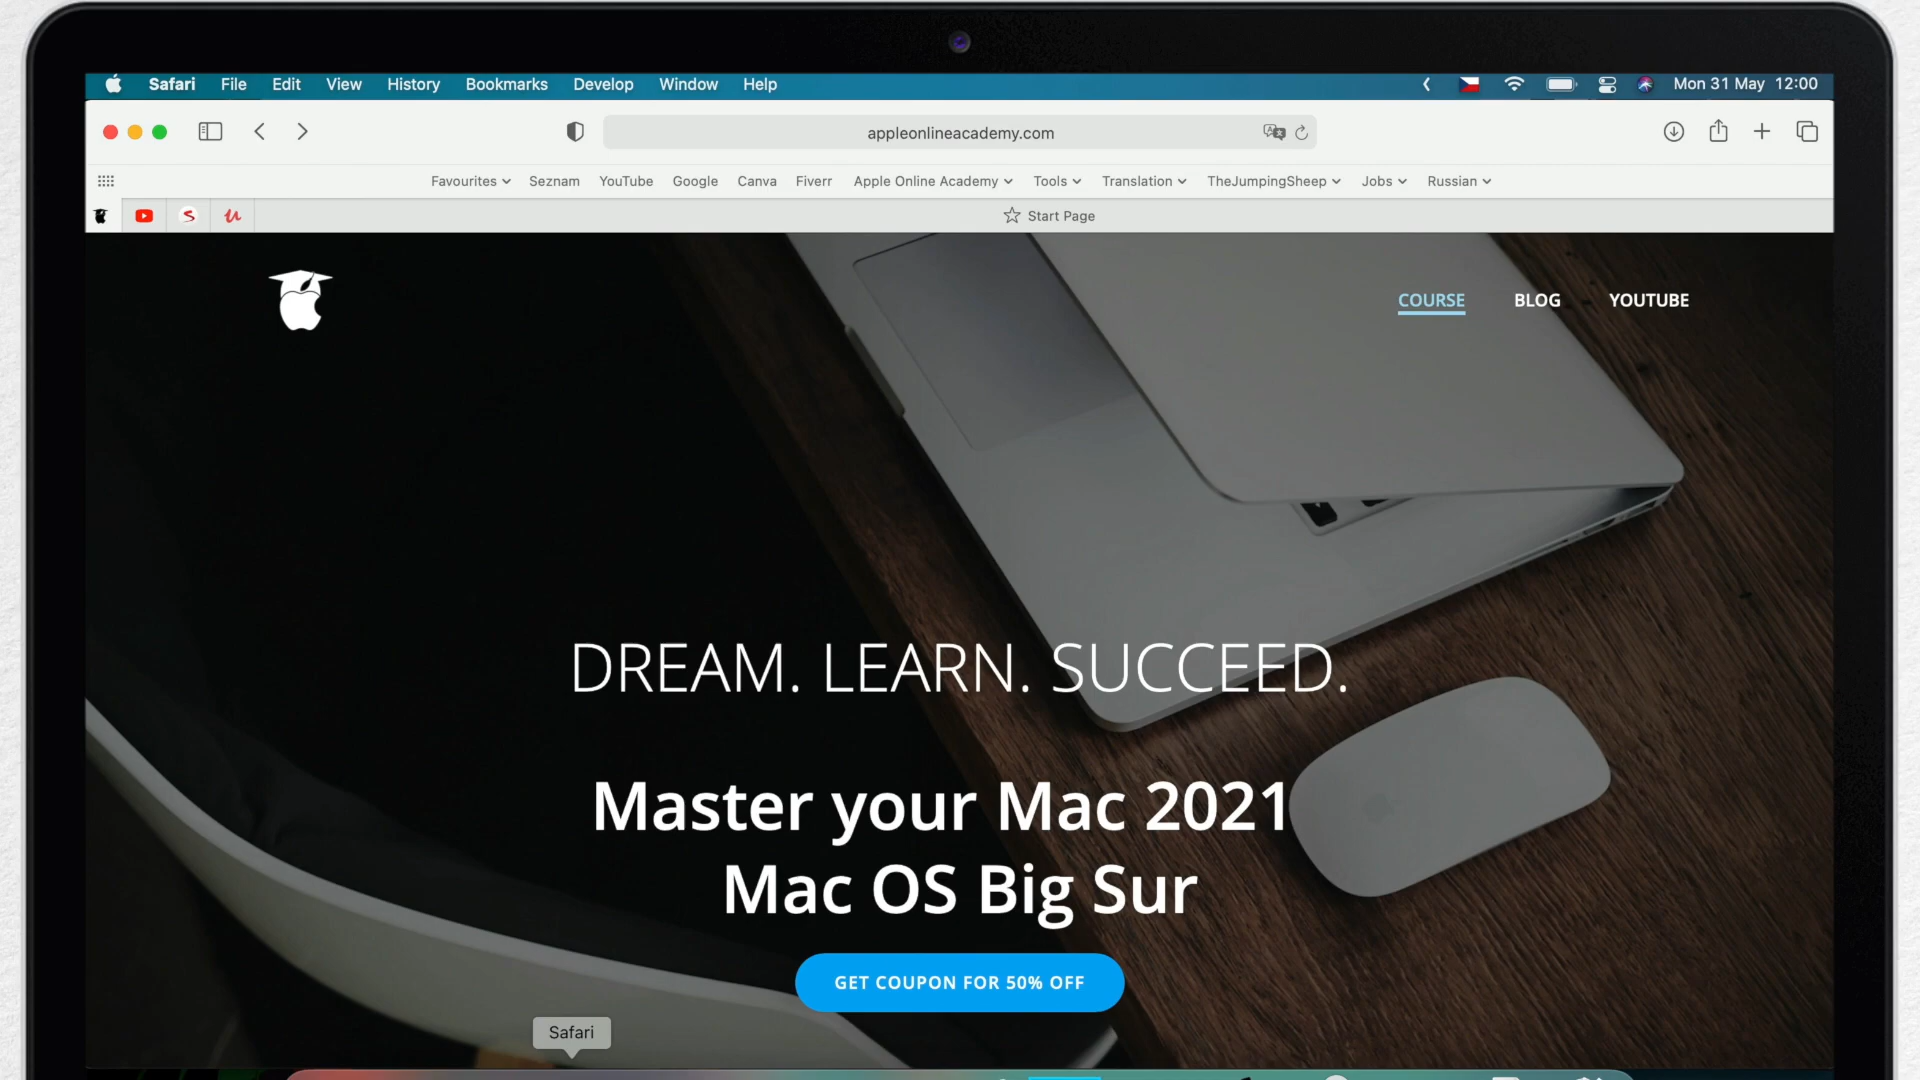 Safari File Edit View History Bookmarks Develop Window Help Mon 31 May 12:00
appleonlineacademy.com
Favourites Seznam YouTube Google Canva Fiverr Apple Online Academy Tools Translation TheJumpingSheep Jobs Russian
Start Page
COURSE BLOG YOUTUBE
DREAM. LEARN. SUCCEED.
Master your Mac 2021
Mac OS Big Sur
GET COUPON FOR 50% OFF
Safari